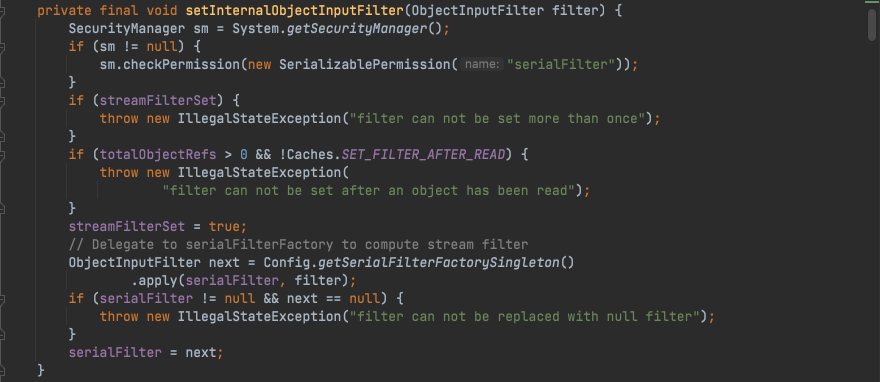 private final void setInternalObjectInputFilter(ObjectInputFilter filter) {
SecurityManager sm = System.getSecurityManager();
if (sm != null) {
sm.checkPermission(new SerializablePermission( name: "serialFilter"));
}
if (streamFilterSet) {
throw new IllegalStateException("filter can not be set more than once");
}
if (totalObjectRefs > 0 && !Caches.SET_FILTER_AFTER_READ) {
throw new IllegalStateException(
"filter can not be set after an object has been read");
}
streamFilterSet = true;
// Delegate to serialFilterFactory to compute stream filter
ObjectInputFilter next = Config.getSerialFilterFactorySingleton()
.apply(serialFilter, filter);
if (serialFilter != null && next == null) {
throw new IllegalStateException("filter can not be replaced with null filter");
}
serialFilter = next;
}